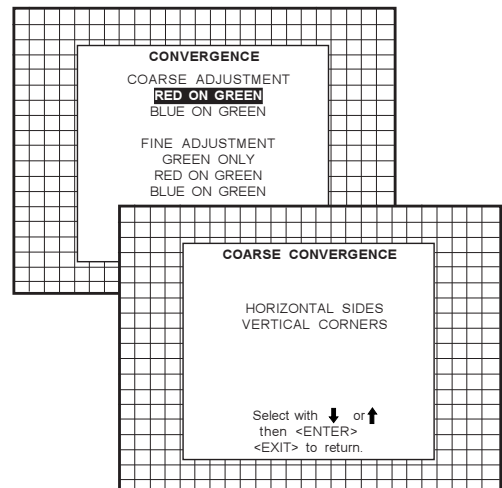 CONVERGENCE
COARSE ADJUSTMENT
RED ON GREEN
BLUE ON GREEN
FINE ADJUSTMENT
GREEN ONLY
RED ON GREEN
BLUE ON GREEN
COARSE CONVERGENCE
HORIZONTAL SIDES
VERTICAL CORNERS
Select with ⬇ or ⬆
then <ENTER>
<EXIT> to return.